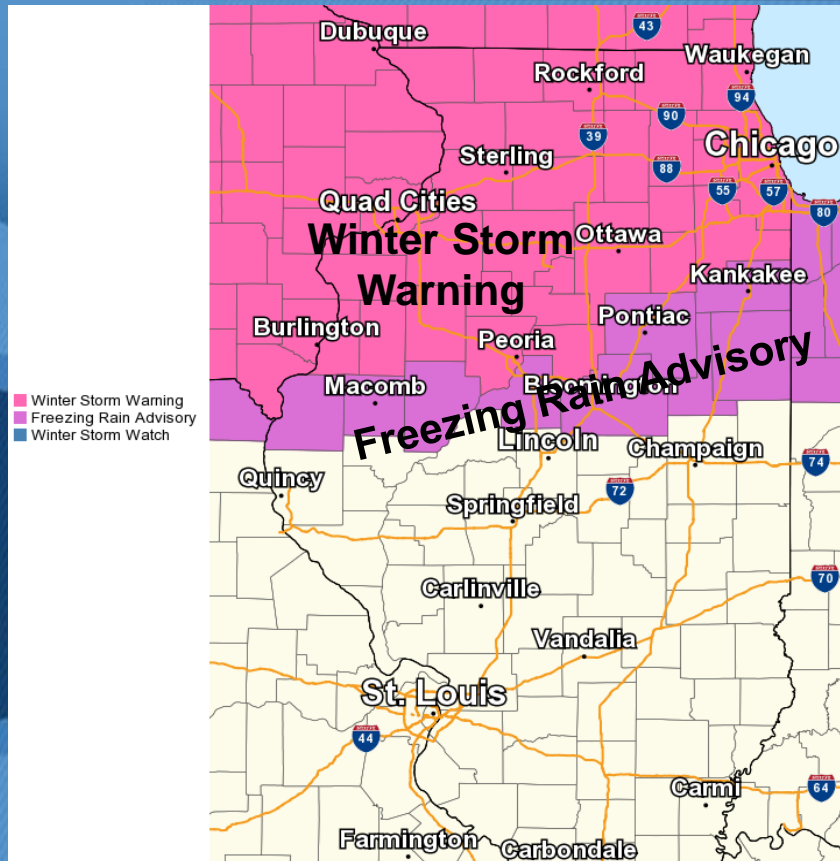 Dubuque
43
Waukegan
Rockford
94
90
39
Chicago
Sterling
88
55
57
Quad Cities
80
Winter Storm
Warning
Ottawa
Kankakee
Pontiac
Burlington
Peoria
Macomb
Bloomington
Freezing Rain Advisory
Winter Storm Warning
Freezing Rain Advisory
Winter Storm Watch
Lincoln
Champaign
74
Quincy
72
Springfield
70
Carlinville
Vandalia
St. Louis
44
Carmi
64
Farmington
Carbondale